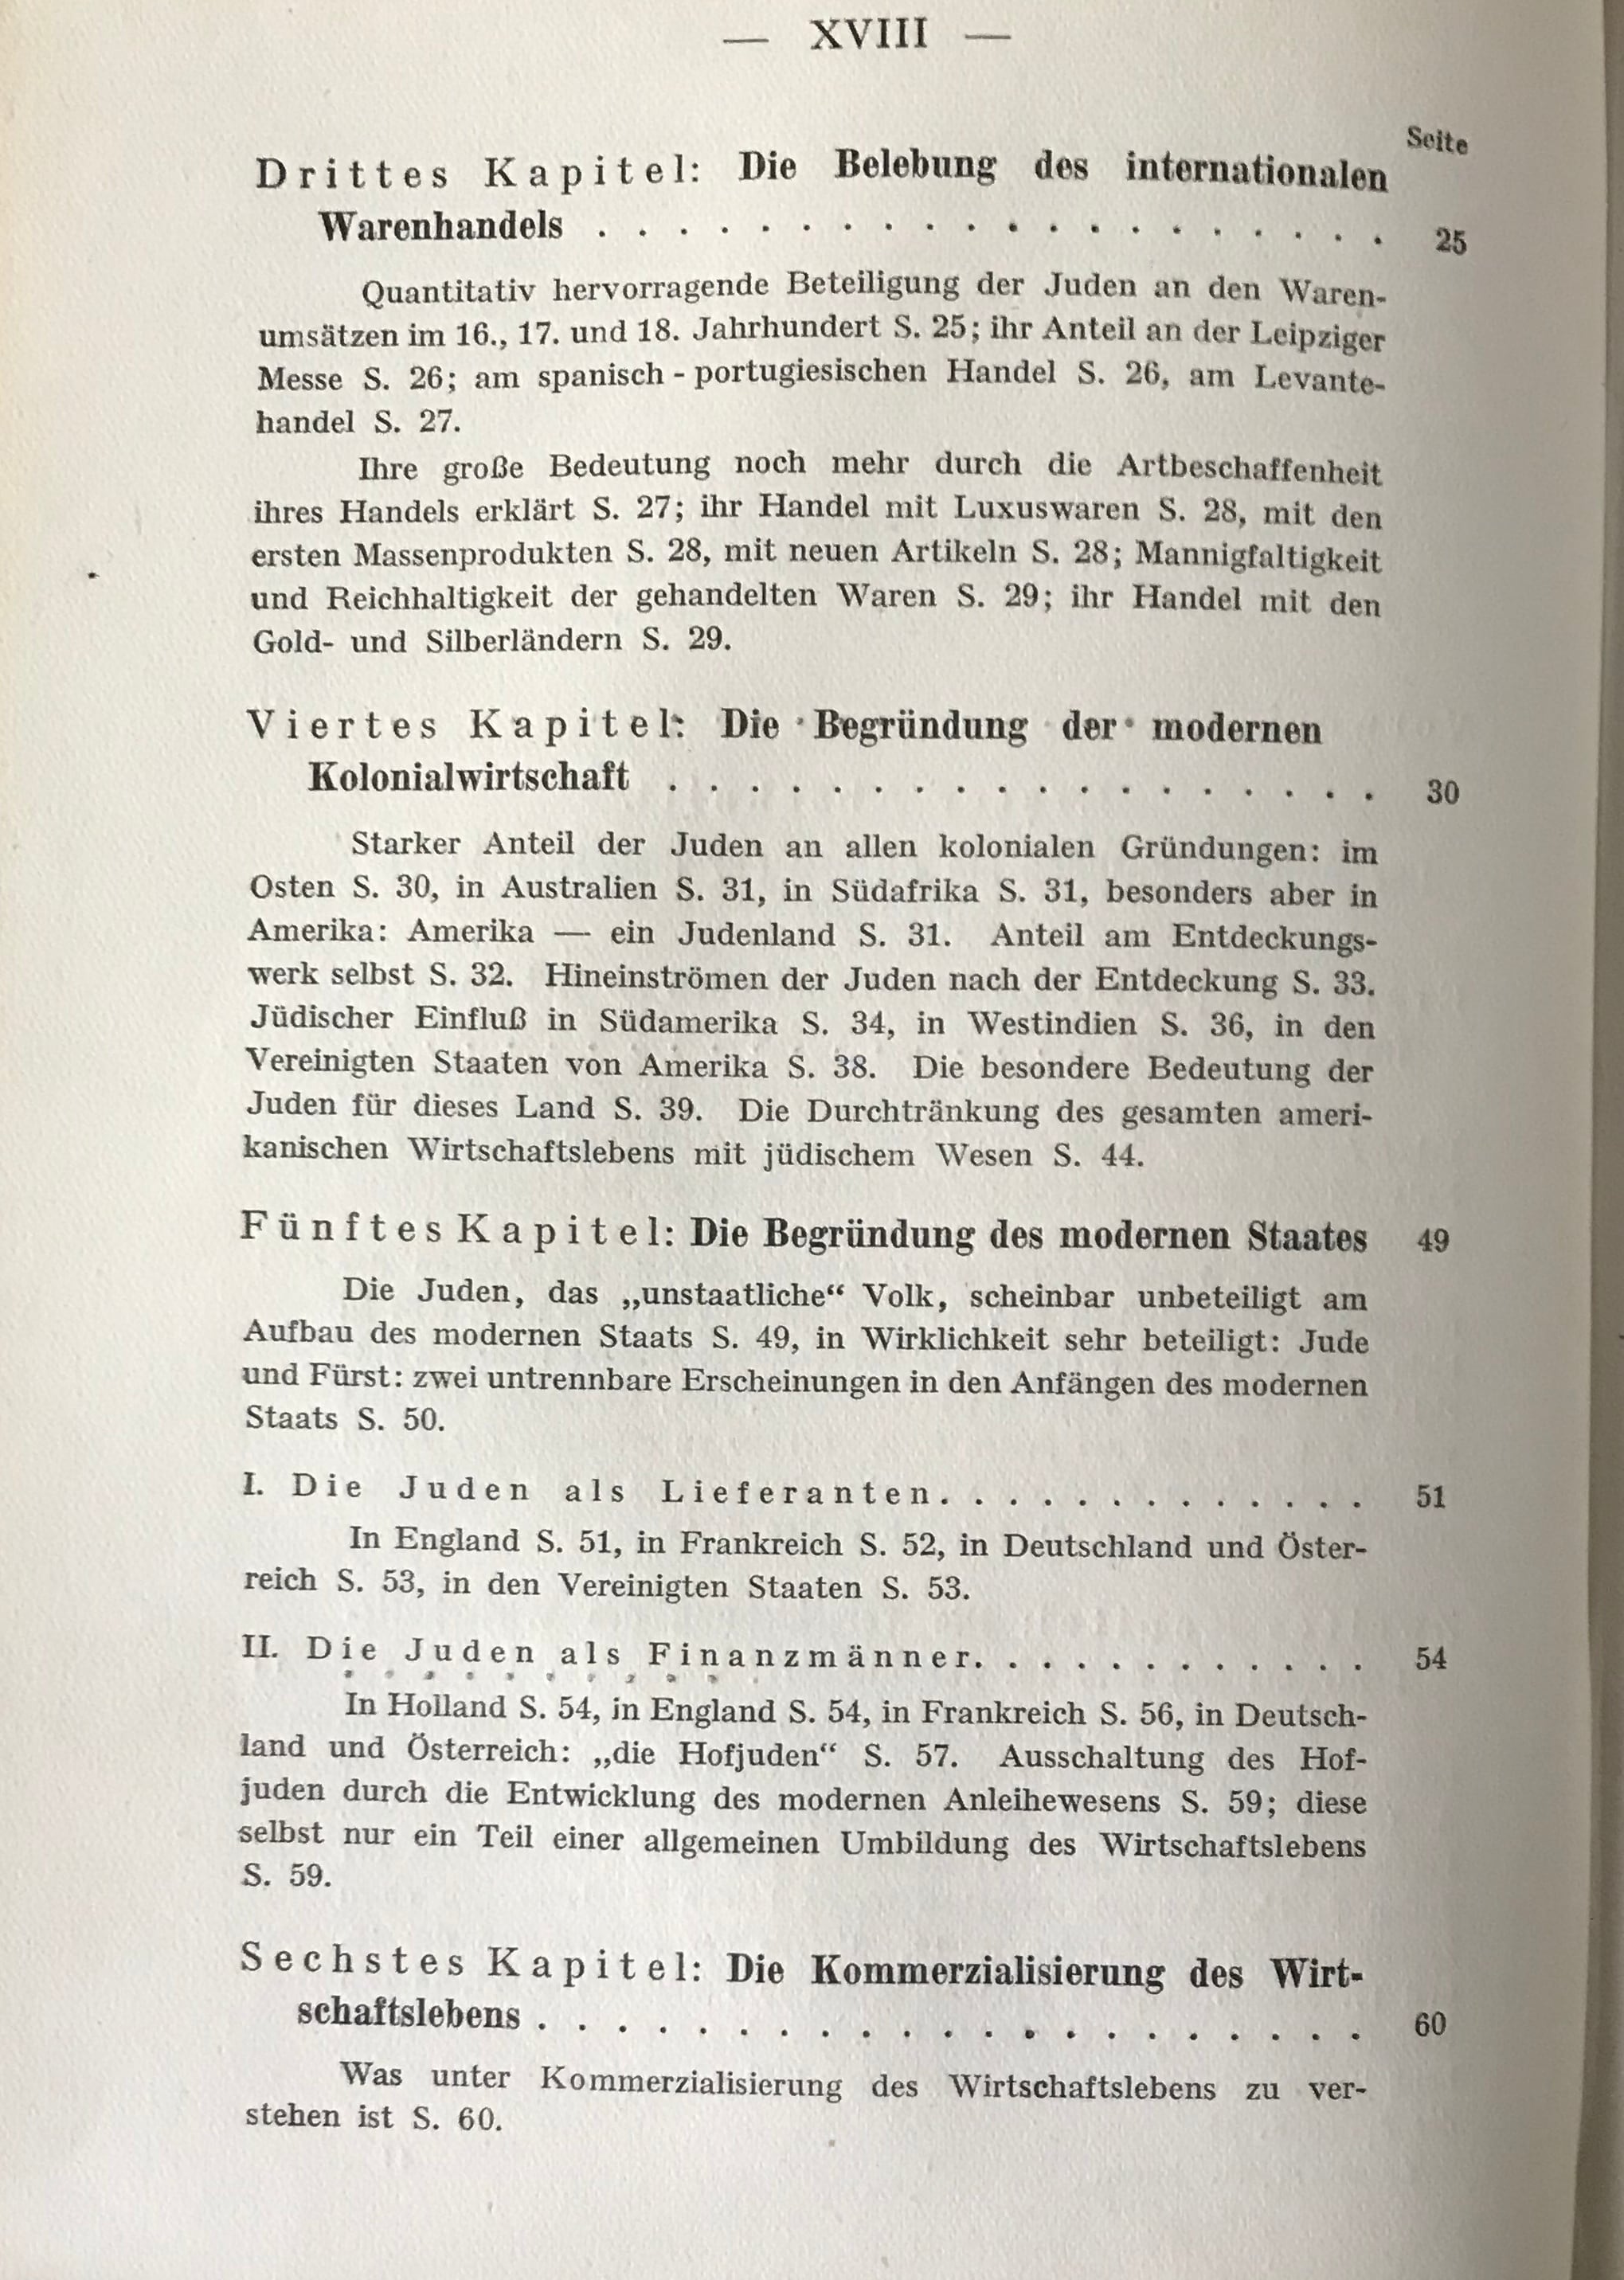 — XVIII —
Seite
Drittes Kapitel: Die Belebung des internationalen
Warenhandels . . . . . . . . . . . . . . . . . . . . 25
Quantitativ hervorragende Beteiligung der Juden an den Waren-
umsätzen im 16., 17. und 18. Jahrhundert S. 25; ihr Anteil an der Leipziger
Messe S. 26; am spanisch-portugiesischen Handel S. 26, am Levante-
handel S. 27.
Ihre große Bedeutung noch mehr durch die Artbeschaffenheit
ihres Handels erklärt S. 27; ihr Handel mit Luxuswaren S. 28, mit den
ersten Massenprodukten S. 28, mit neuen Artikeln S. 28; Mannigfaltigkeit
und Reichhaltigkeit der gehandelten Waren S. 29; ihr Handel mit den
Gold- und Silberländern S. 29.
Viertes Kapitel: Die Begründung der modernen
Kolonialwirtschaft . . . . . . . . . . . . . . . . . . 30
Starker Anteil der Juden an allen kolonialen Gründungen: im
Osten S. 30, in Australien S. 31, in Südafrika S. 31, besonders aber in
Amerika: Amerika — ein Judenland S. 31. Anteil am Entdeckungs-
werk selbst S. 32. Hineinströmen der Juden nach der Entdeckung S. 33.
Jüdischer Einfluß in Südamerika S. 34, in Westindien S. 36, in den
Vereinigten Staaten von Amerika S. 38. Die besondere Bedeutung der
Juden für dieses Land S. 39. Die Durchtränkung des gesamten ameri-
kanischen Wirtschaftslebens mit jüdischem Wesen S. 44.
Fünftes Kapitel: Die Begründung des modernen Staates 49
Die Juden, das „unstaatliche“ Volk, scheinbar unbeteiligt am
Aufbau des modernen Staats S. 49, in Wirklichkeit sehr beteiligt: Jude
und Fürst: zwei untrennbare Erscheinungen in den Anfängen des modernen
Staats S. 50.
I. Die Juden als Lieferanten. . . . . . . . . . . . 51
In England S. 51, in Frankreich S. 52, in Deutschland und Öster-
reich S. 53, in den Vereinigten Staaten S. 53.
II. Die Juden als Finanzmänner. . . . . . . . . . . 54
In Holland S. 54, in England S. 54, in Frankreich S. 56, in Deutsch-
land und Österreich: „die Hofjuden“ S. 57. Ausschaltung des Hof-
juden durch die Entwicklung des modernen Anleihewesens S. 59; diese
selbst nur ein Teil einer allgemeinen Umbildung des Wirtschaftslebens
S. 59.
Sechstes Kapitel: Die Kommerzialisierung des Wirt-
schaftslebens . . . . . . . . . . . . . . . . . . . . . 60
Was unter Kommerzialisierung des Wirtschaftslebens zu ver-
stehen ist S. 60.